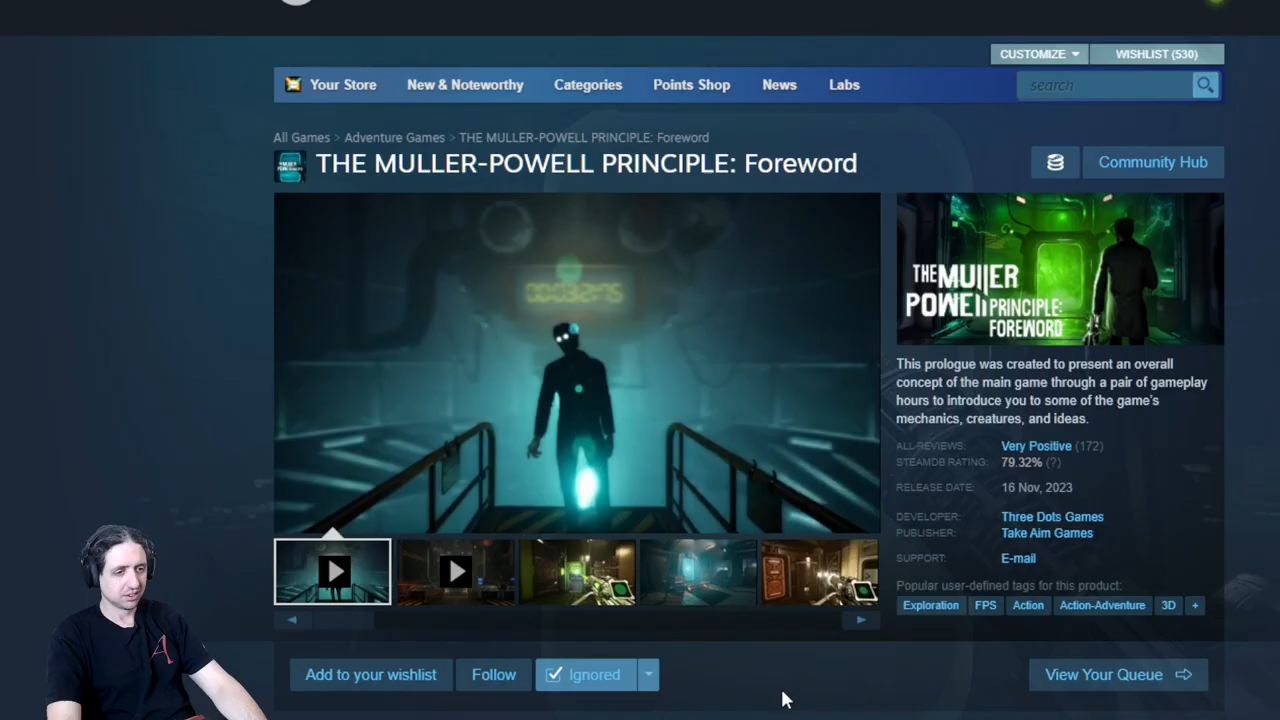 CUSTOMIZE
WISHLIST (530)
Your Store
New & Noteworthy
Categories
Points Shop
News
Labs
search
All Games > Adventure Games > THE MULLER-POWELL PRINCIPLE: Foreword
THE MULLER-POWELL PRINCIPLE: Foreword
Community Hub
THE MULLER
POWELL PRINCIPLE:
FOREWORD
This prologue was created to present an overall
concept of the main game through a pair of gameplay
hours to introduce you to some of the game's
mechanics, creatures, and ideas.
ALL REVIEWS: Very Positive (172)
STEAMDB RATING: 79.32% (?)
RELEASE DATE: 16 Nov, 2023
DEVELOPER: Three Dots Games
PUBLISHER: Take Aim Games
SUPPORT: E-mail
Popular user-defined tags for this product:
Exploration FPS Action Action-Adventure 3D +
Add to your wishlist
Follow
Ignored
View Your Queue